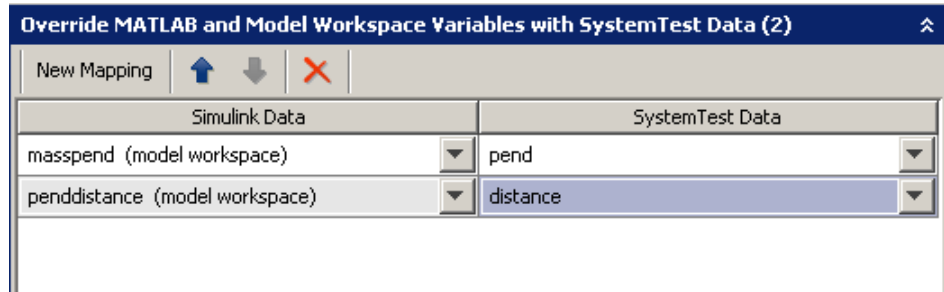 Override MATLAB and Model Workspace Variables with SystemTest Data (2)
New Mapping
Simulink Data SystemTest Data
masspend (model workspace) pend
penddistance (model workspace) distance